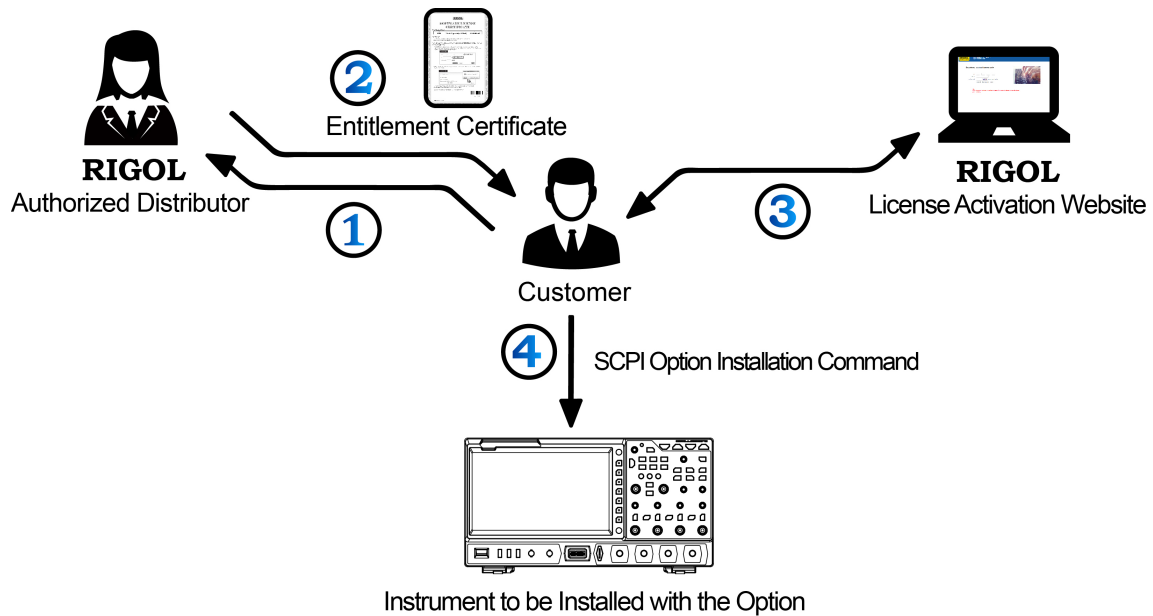 2
Entitlement Certificate
RIGOL
Authorized Distributor
1
3
RIGOL
License Activation Website
Customer
4
SCPI Option Installation Command
Instrument to be Installed with the Option